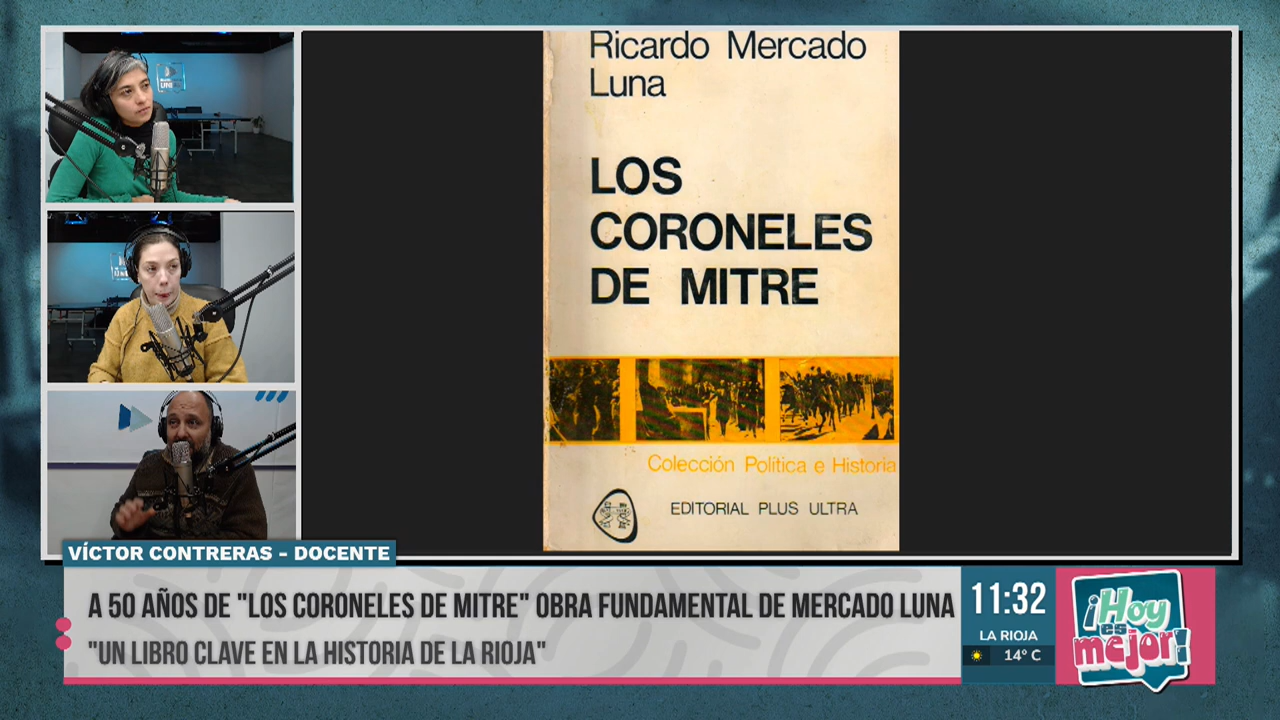 Ricardo Mercado
Luna
LOS
CORONELES
DE MITRE
Colección Política e Historia
EDITORIAL PLUS ULTRA
VÍCTOR CONTRERAS - DOCENTE
A 50 AÑOS DE "LOS CORONELES DE MITRE" OBRA FUNDAMENTAL DE MERCADO LUNA
"UN LIBRO CLAVE EN LA HISTORIA DE LA RIOJA"
11:32
LA RIOJA
14° C
¡Hoy
es
mejor!